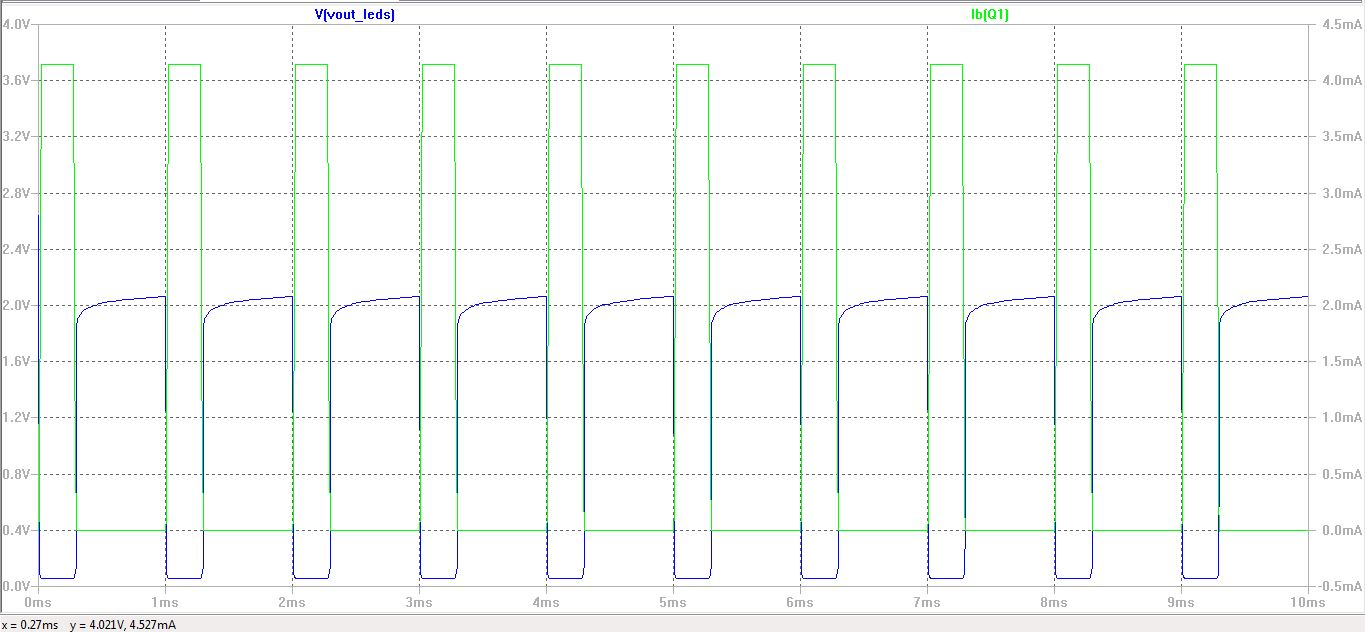 V(vout_leds) Ib(Q1)
4.0V 4.5mA
3.6V 4.0mA
3.2V 3.5mA
2.8V 3.0mA
2.4V 2.5mA
2.0V 2.0mA
1.6V 1.5mA
1.2V 1.0mA
0.8V 0.5mA
0.4V 0.0mA
0.0V -0.5mA
0ms 1ms 2ms 3ms 4ms 5ms 6ms 7ms 8ms 9ms 10ms
x = 0.27ms y = 4.021V, 4.527mA